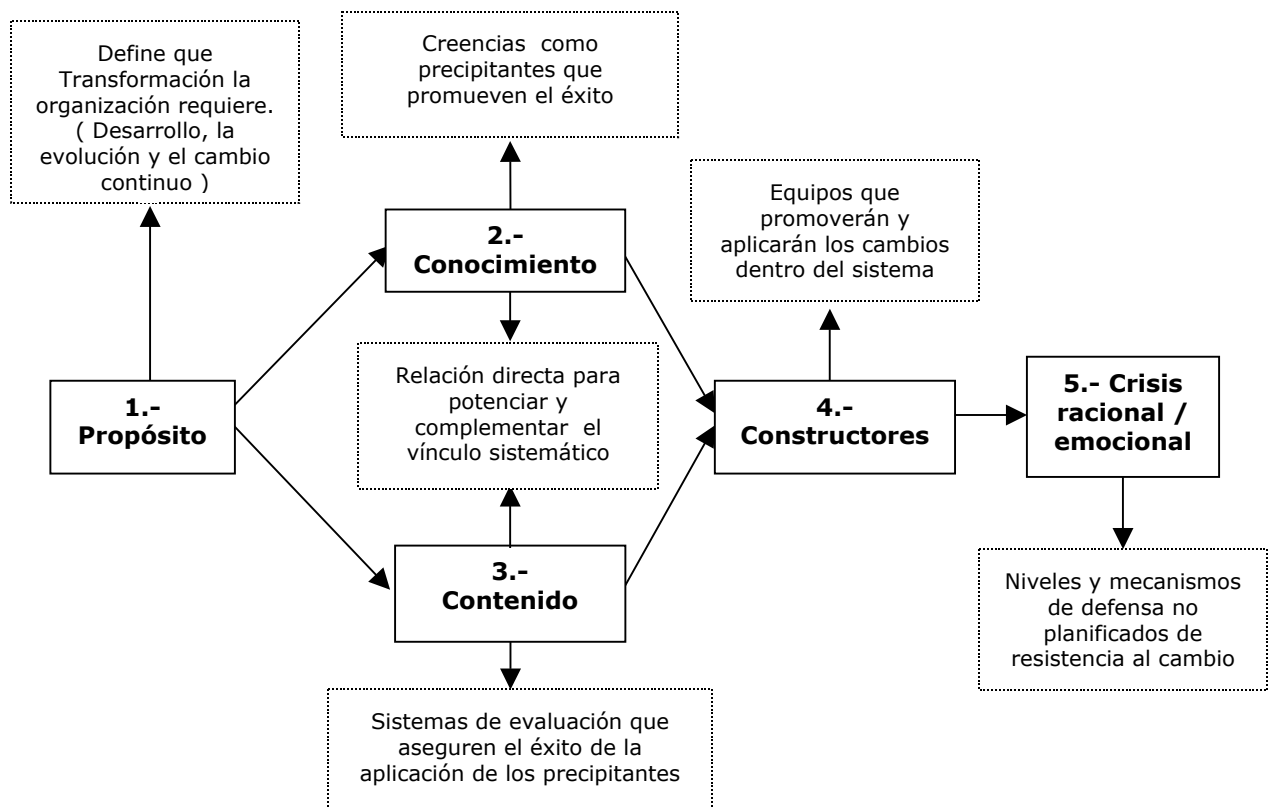 Define que
Transformación la
organización requiere.
( Desarrollo, la
evolución y el cambio
continuo )
Creencias como
precipitantes que
promueven el éxito
Equipos que
promoverán y
aplicarán los cambios
dentro del sistema
2.-
Conocimiento
Relación directa para
potenciar y
complementar el
vínculo sistemático
1.-
Propósito
4.-
Constructores
5.- Crisis
racional /
emocional
3.-
Contenido
Niveles y mecanismos
de defensa no
planificados de
resistencia al cambio
Sistemas de evaluación que
aseguren el éxito de la
aplicación de los precipitantes